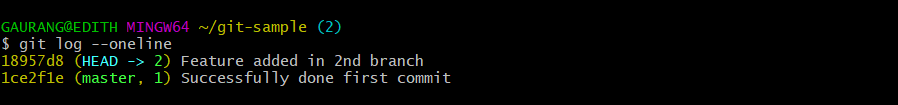 GAURANG@EDITH MINGW64 ~/git-sample (2)
$ git log --oneline
18957d8 (HEAD -> 2) Feature added in 2nd branch
1ce2f1e (master, 1) Successfully done first commit